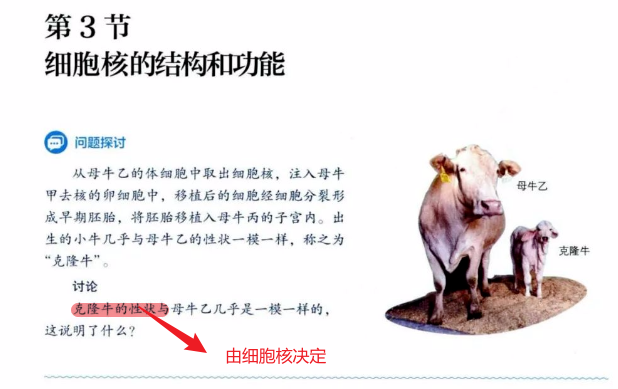 第 3 节
细胞核的结构和功能
问题探讨
从母牛乙的体细胞中取出细胞核，注入母牛
甲去核的卵细胞中，移植后的细胞经细胞分裂形
成早期胚胎，将胚胎移植入母牛丙的子宫内。出
生的小牛几乎与母牛乙的性状一模一样，称之为
“克隆牛”。
讨论
克隆牛的性状与母牛乙几乎是一模一样的，
这说明了什么？
由细胞核决定
母牛乙
克隆牛